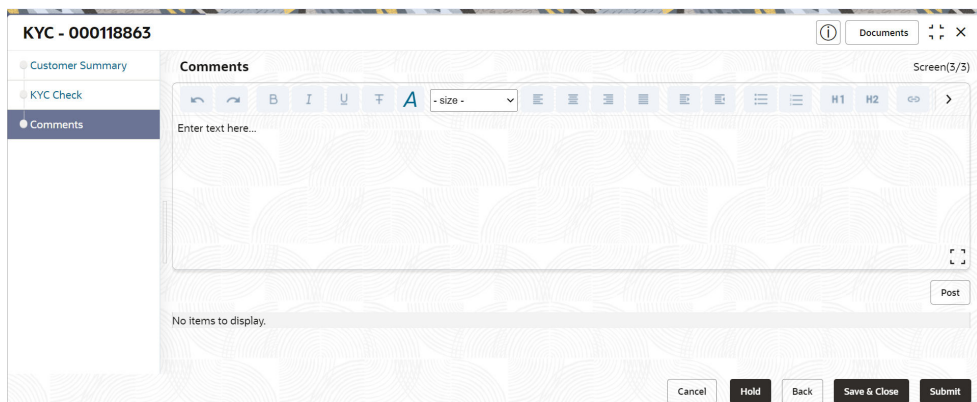 KYC - 000118863
Documents
Customer Summary
KYC Check
Comments
Comments
Screen(3/3)
B I U T A - size - H1 H2
Enter text here...
Post
No items to display.
Cancel Hold Back Save & Close Submit